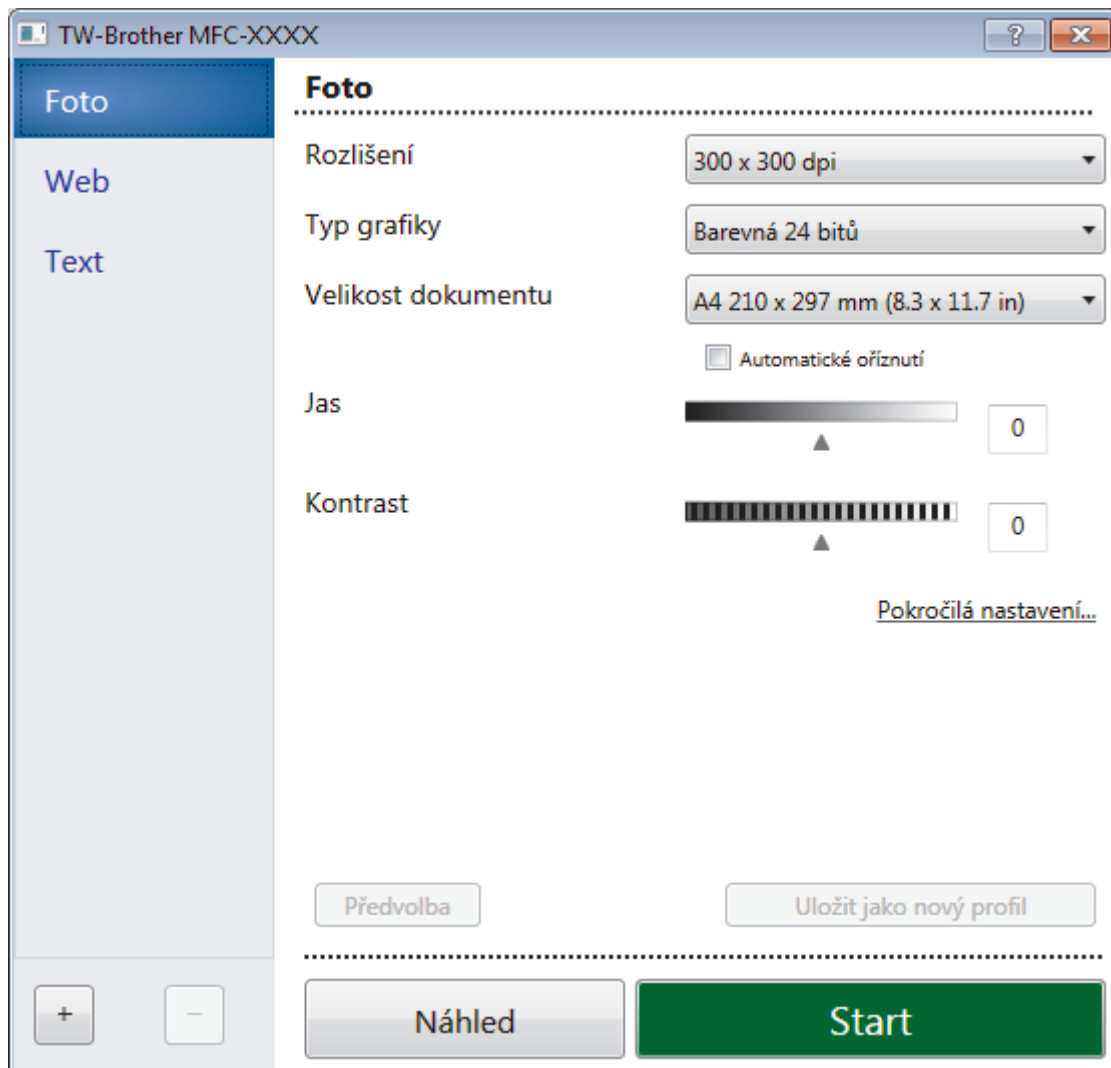 TW-Brother MFC-XXXX
?
Foto
Web
Text
Foto
Rozlišení
300 x 300 dpi
Typ grafiky
Barevná 24 bitů
Velikost dokumentu
A4 210 x 297 mm (8.3 x 11.7 in)
Automatické oříznutí
Jas
0
Kontrast
0
Pokročilá nastavení...
Předvolba
Uložit jako nový profil
+
−
Náhled
Start